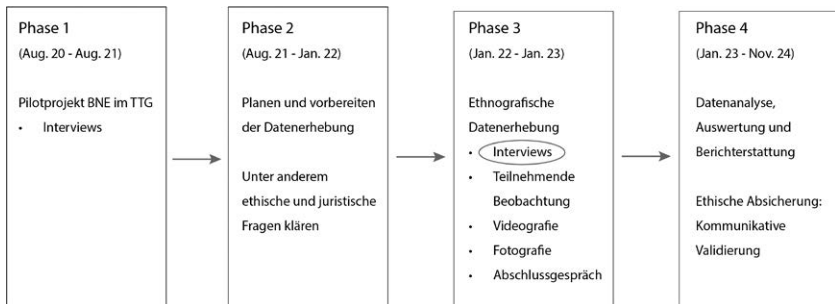 Phase 1
(Aug. 20 - Aug. 21)
Pilotprojekt BNE im TTG
• Interviews
Phase 2
(Aug. 21 - Jan. 22)
Planen und vorbereiten
der Datenerhebung
Unter anderem
ethische und juristische
Fragen klären
Phase 3
(Jan. 22 - Jan. 23)
Ethnografische
Datenerhebung
• Interviews
• Teilnehmende
Beobachtung
• Videografie
• Fotografie
• Abschlussgespräch
Phase 4
(Jan. 23 - Nov. 24)
Datenanalyse,
Auswertung und
Berichterstattung
Ethische Absicherung:
Kommunikative
Validierung